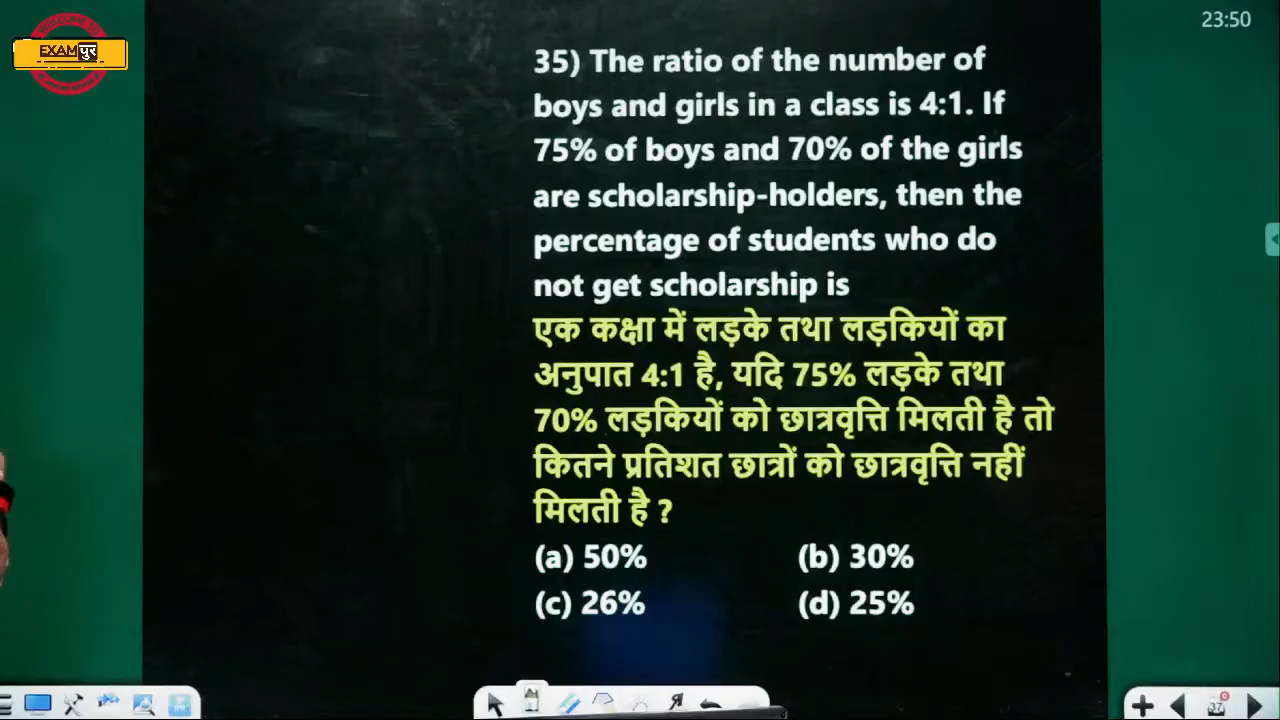 WELCOME TO
EXAMपुर
23:50
35) The ratio of the number of
boys and girls in a class is 4:1. If
75% of boys and 70% of the girls
are scholarship-holders, then the
percentage of students who do
not get scholarship is
एक कक्षा में लड़के तथा लड़कियों का
अनुपात 4:1 है, यदि 75% लड़के तथा
70% लड़कियों को छात्रवृत्ति मिलती है तो
कितने प्रतिशत छात्रों को छात्रवृत्ति नहीं
मिलती है ?
(a) 50% (b) 30%
(c) 26% (d) 25%
37